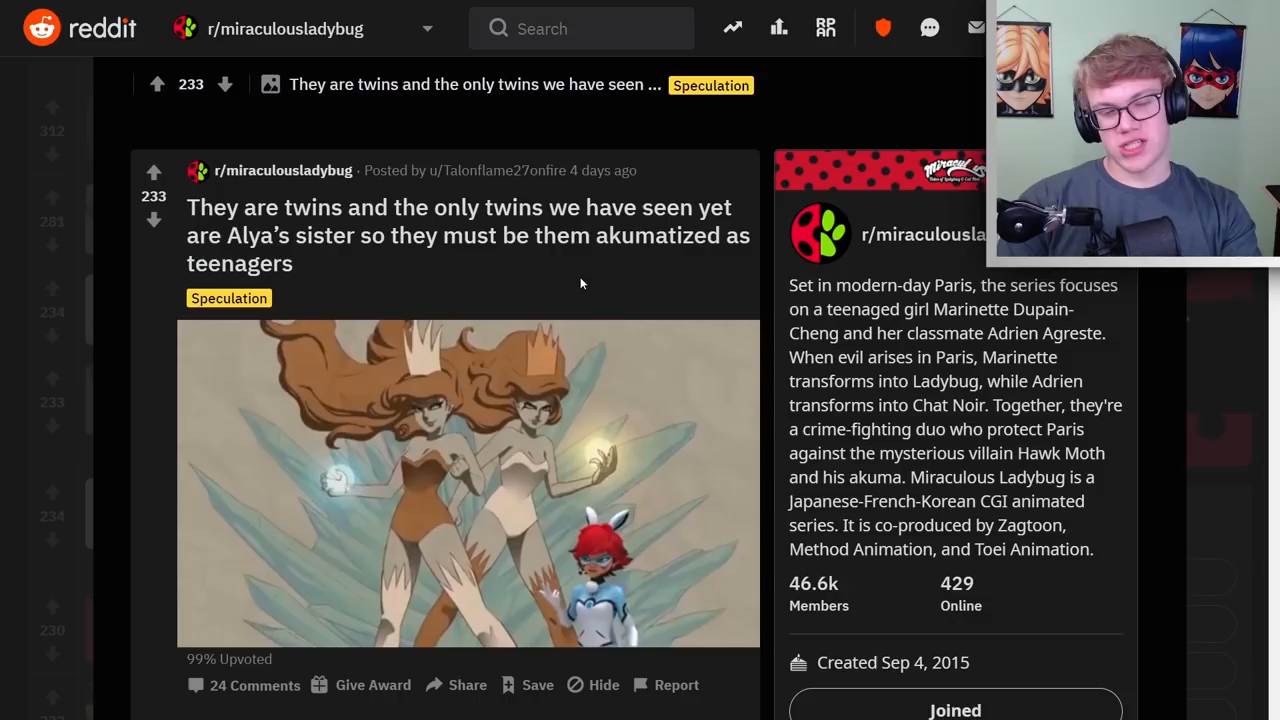 reddit
r/miraculousladybug
Search
233
They are twins and the only twins we have seen ...
Speculation
312
281
234
233
234
230
r/miraculousladybug · Posted by u/Talonflame27onfire 4 days ago
233
They are twins and the only twins we have seen yet
are Alya’s sister so they must be them akumatized as
teenagers
Speculation
99% Upvoted
24 Comments
Give Award
Share
Save
Hide
Report
r/miraculousla
Set in modern-day Paris, the series focuses
on a teenaged girl Marinette Dupain-
Cheng and her classmate Adrien Agreste.
When evil arises in Paris, Marinette
transforms into Ladybug, while Adrien
transforms into Chat Noir. Together, they're
a crime-fighting duo who protect Paris
against the mysterious villain Hawk Moth
and his akuma. Miraculous Ladybug is a
Japanese-French-Korean CGI animated
series. It is co-produced by Zagtoon,
Method Animation, and Toei Animation.
46.6k
429
Members
Online
Created Sep 4, 2015
Joined